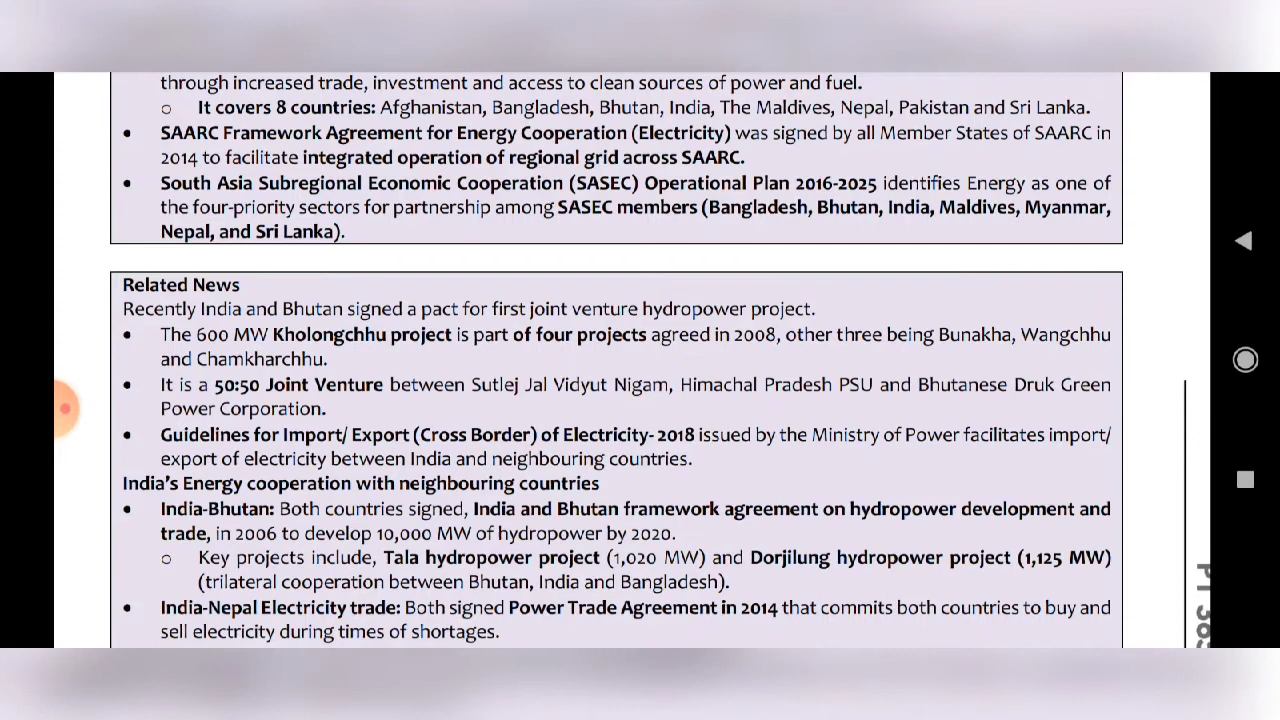 through increased trade, investment and access to clean sources of power and fuel.
o It covers 8 countries: Afghanistan, Bangladesh, Bhutan, India, The Maldives, Nepal, Pakistan and Sri Lanka.
• SAARC Framework Agreement for Energy Cooperation (Electricity) was signed by all Member States of SAARC in
2014 to facilitate integrated operation of regional grid across SAARC.
• South Asia Subregional Economic Cooperation (SASEC) Operational Plan 2016-2025 identifies Energy as one of
the four-priority sectors for partnership among SASEC members (Bangladesh, Bhutan, India, Maldives, Myanmar,
Nepal, and Sri Lanka).
Related News
Recently India and Bhutan signed a pact for first joint venture hydropower project.
• The 600 MW Kholongchhu project is part of four projects agreed in 2008, other three being Bunakha, Wangchhu
and Chamkharchhu.
• It is a 50:50 Joint Venture between Sutlej Jal Vidyut Nigam, Himachal Pradesh PSU and Bhutanese Druk Green
Power Corporation.
• Guidelines for Import/ Export (Cross Border) of Electricity- 2018 issued by the Ministry of Power facilitates import/
export of electricity between India and neighbouring countries.
India's Energy cooperation with neighbouring countries
• India-Bhutan: Both countries signed, India and Bhutan framework agreement on hydropower development and
trade, in 2006 to develop 10,000 MW of hydropower by 2020.
o Key projects include, Tala hydropower project (1,020 MW) and Dorjilung hydropower project (1,125 MW)
(trilateral cooperation between Bhutan, India and Bangladesh).
• India-Nepal Electricity trade: Both signed Power Trade Agreement in 2014 that commits both countries to buy and
sell electricity during times of shortages.